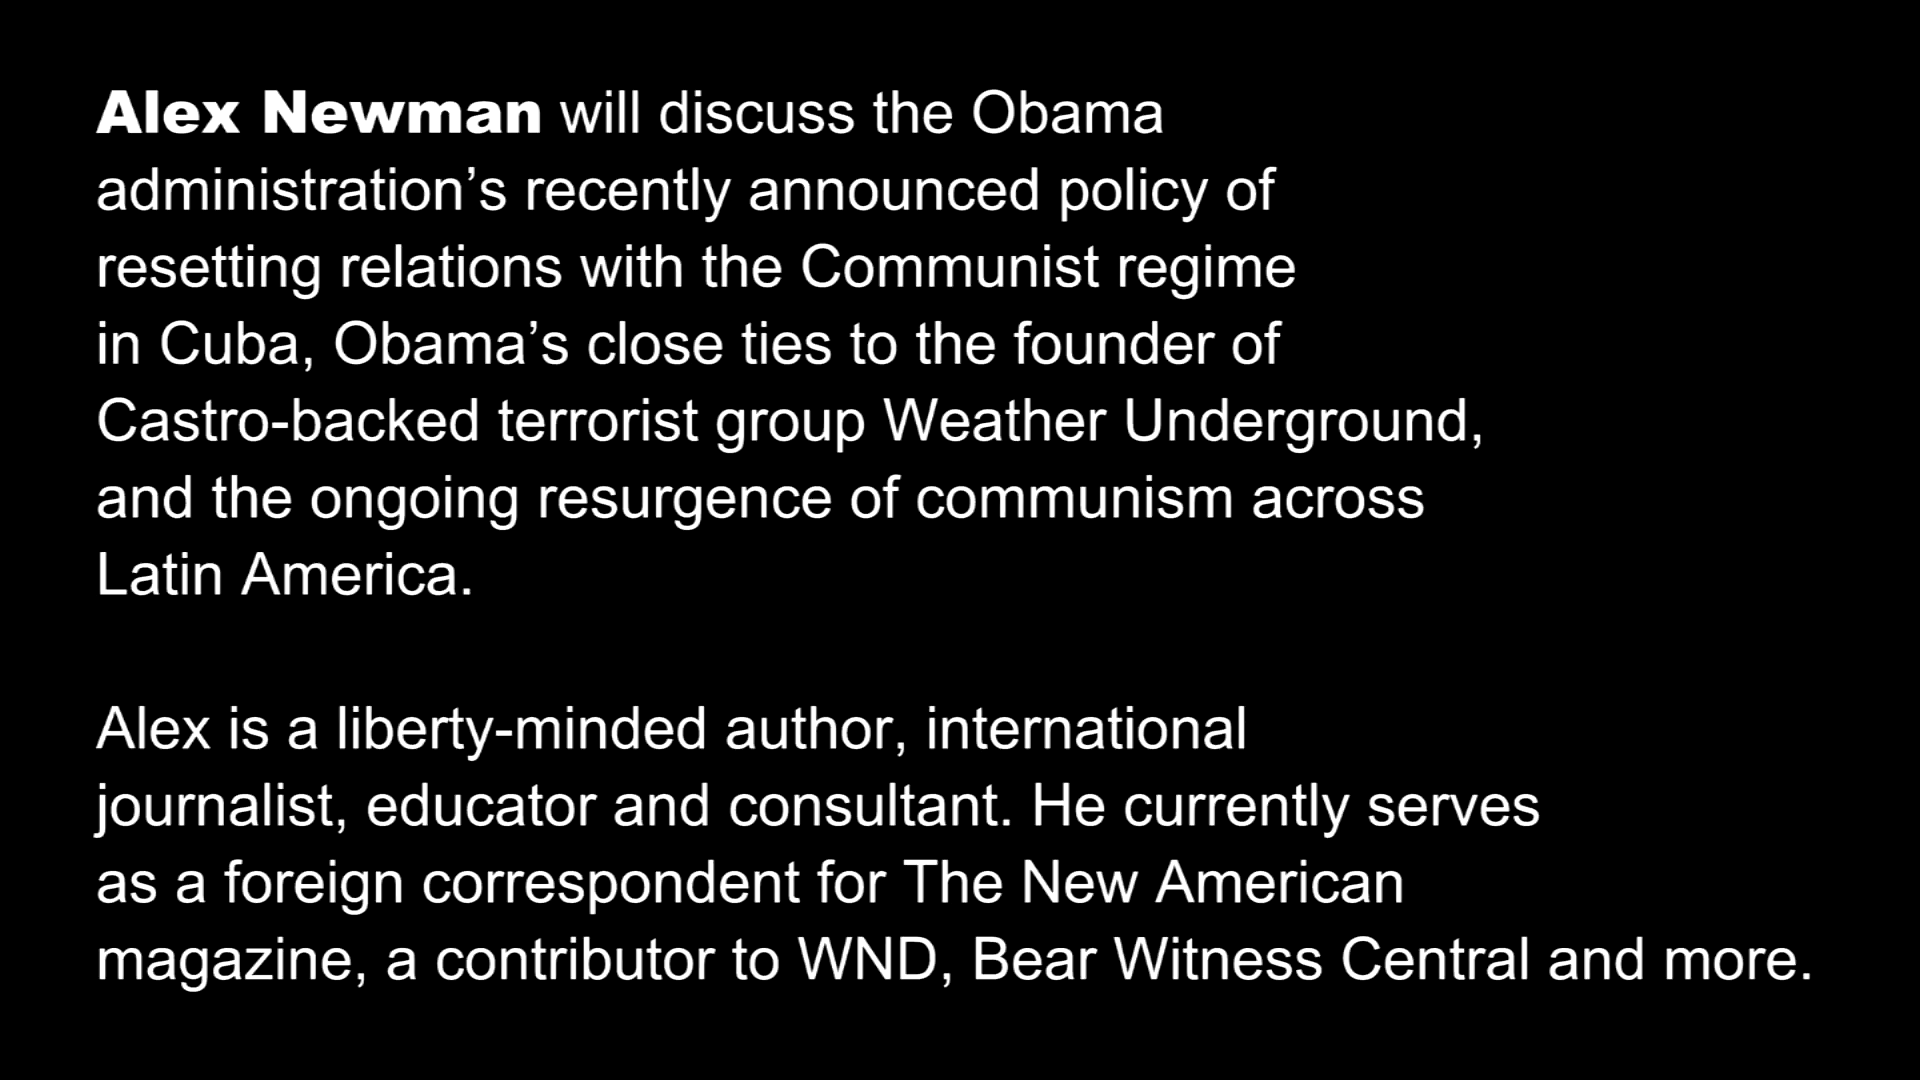 Alex Newman will discuss the Obama
administration’s recently announced policy of
resetting relations with the Communist regime
in Cuba, Obama’s close ties to the founder of
Castro-backed terrorist group Weather Underground,
and the ongoing resurgence of communism across
Latin America.
Alex is a liberty-minded author, international
journalist, educator and consultant. He currently serves
as a foreign correspondent for The New American
magazine, a contributor to WND, Bear Witness Central and more.